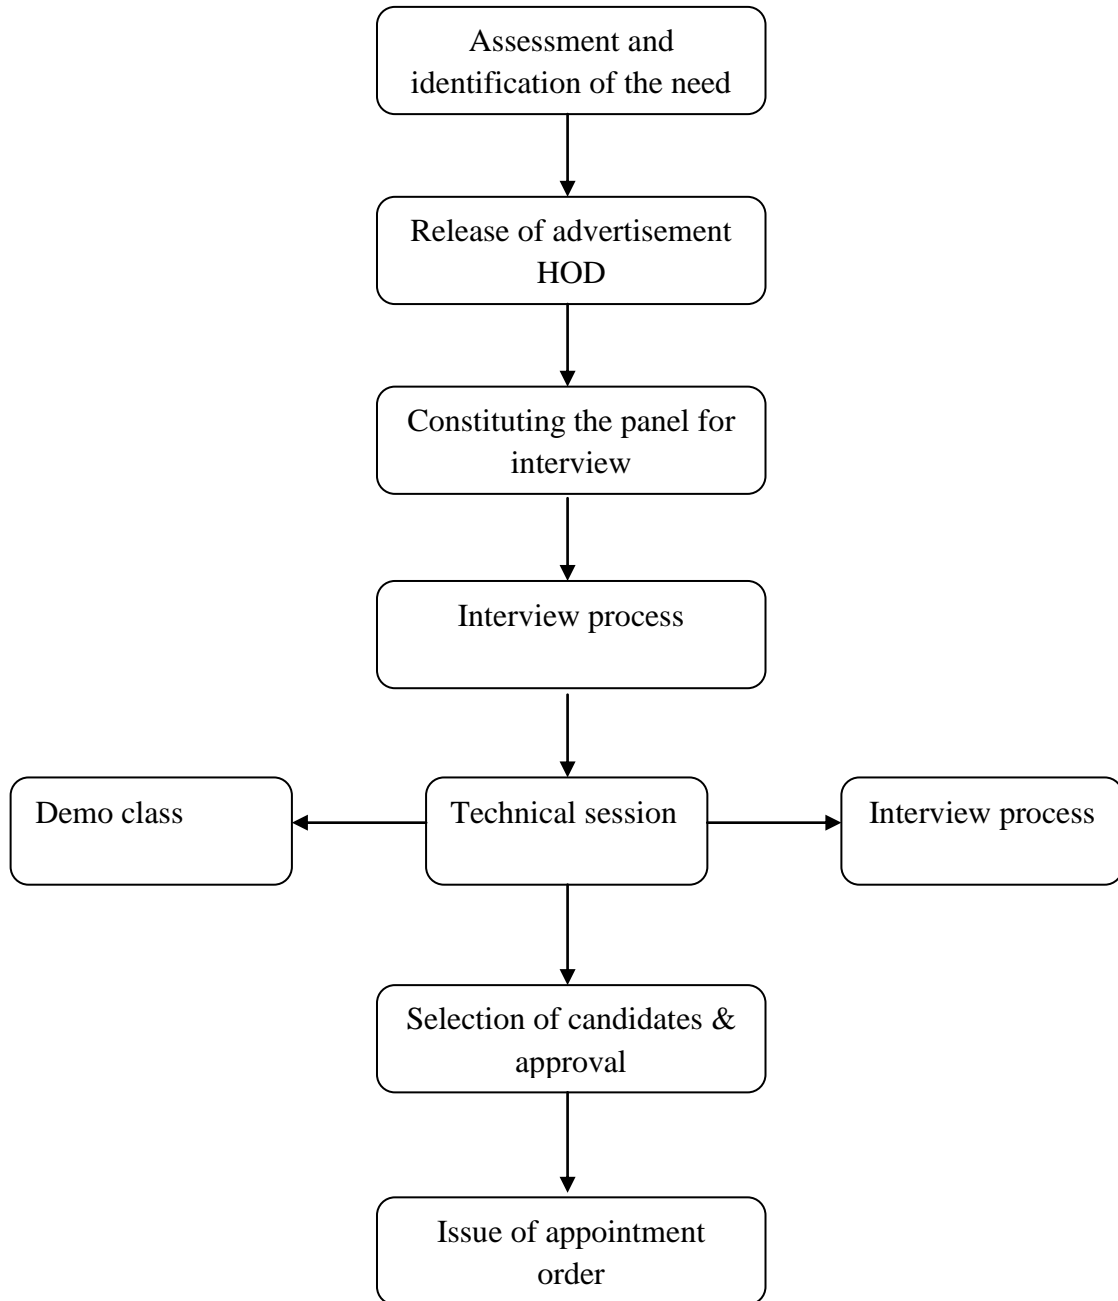 Assessment and
identification of the need
Release of advertisement
HOD
Constituting the panel for
interview
Interview process
Demo class
Technical session
Interview process
Selection of candidates &
approval
Issue of appointment
order